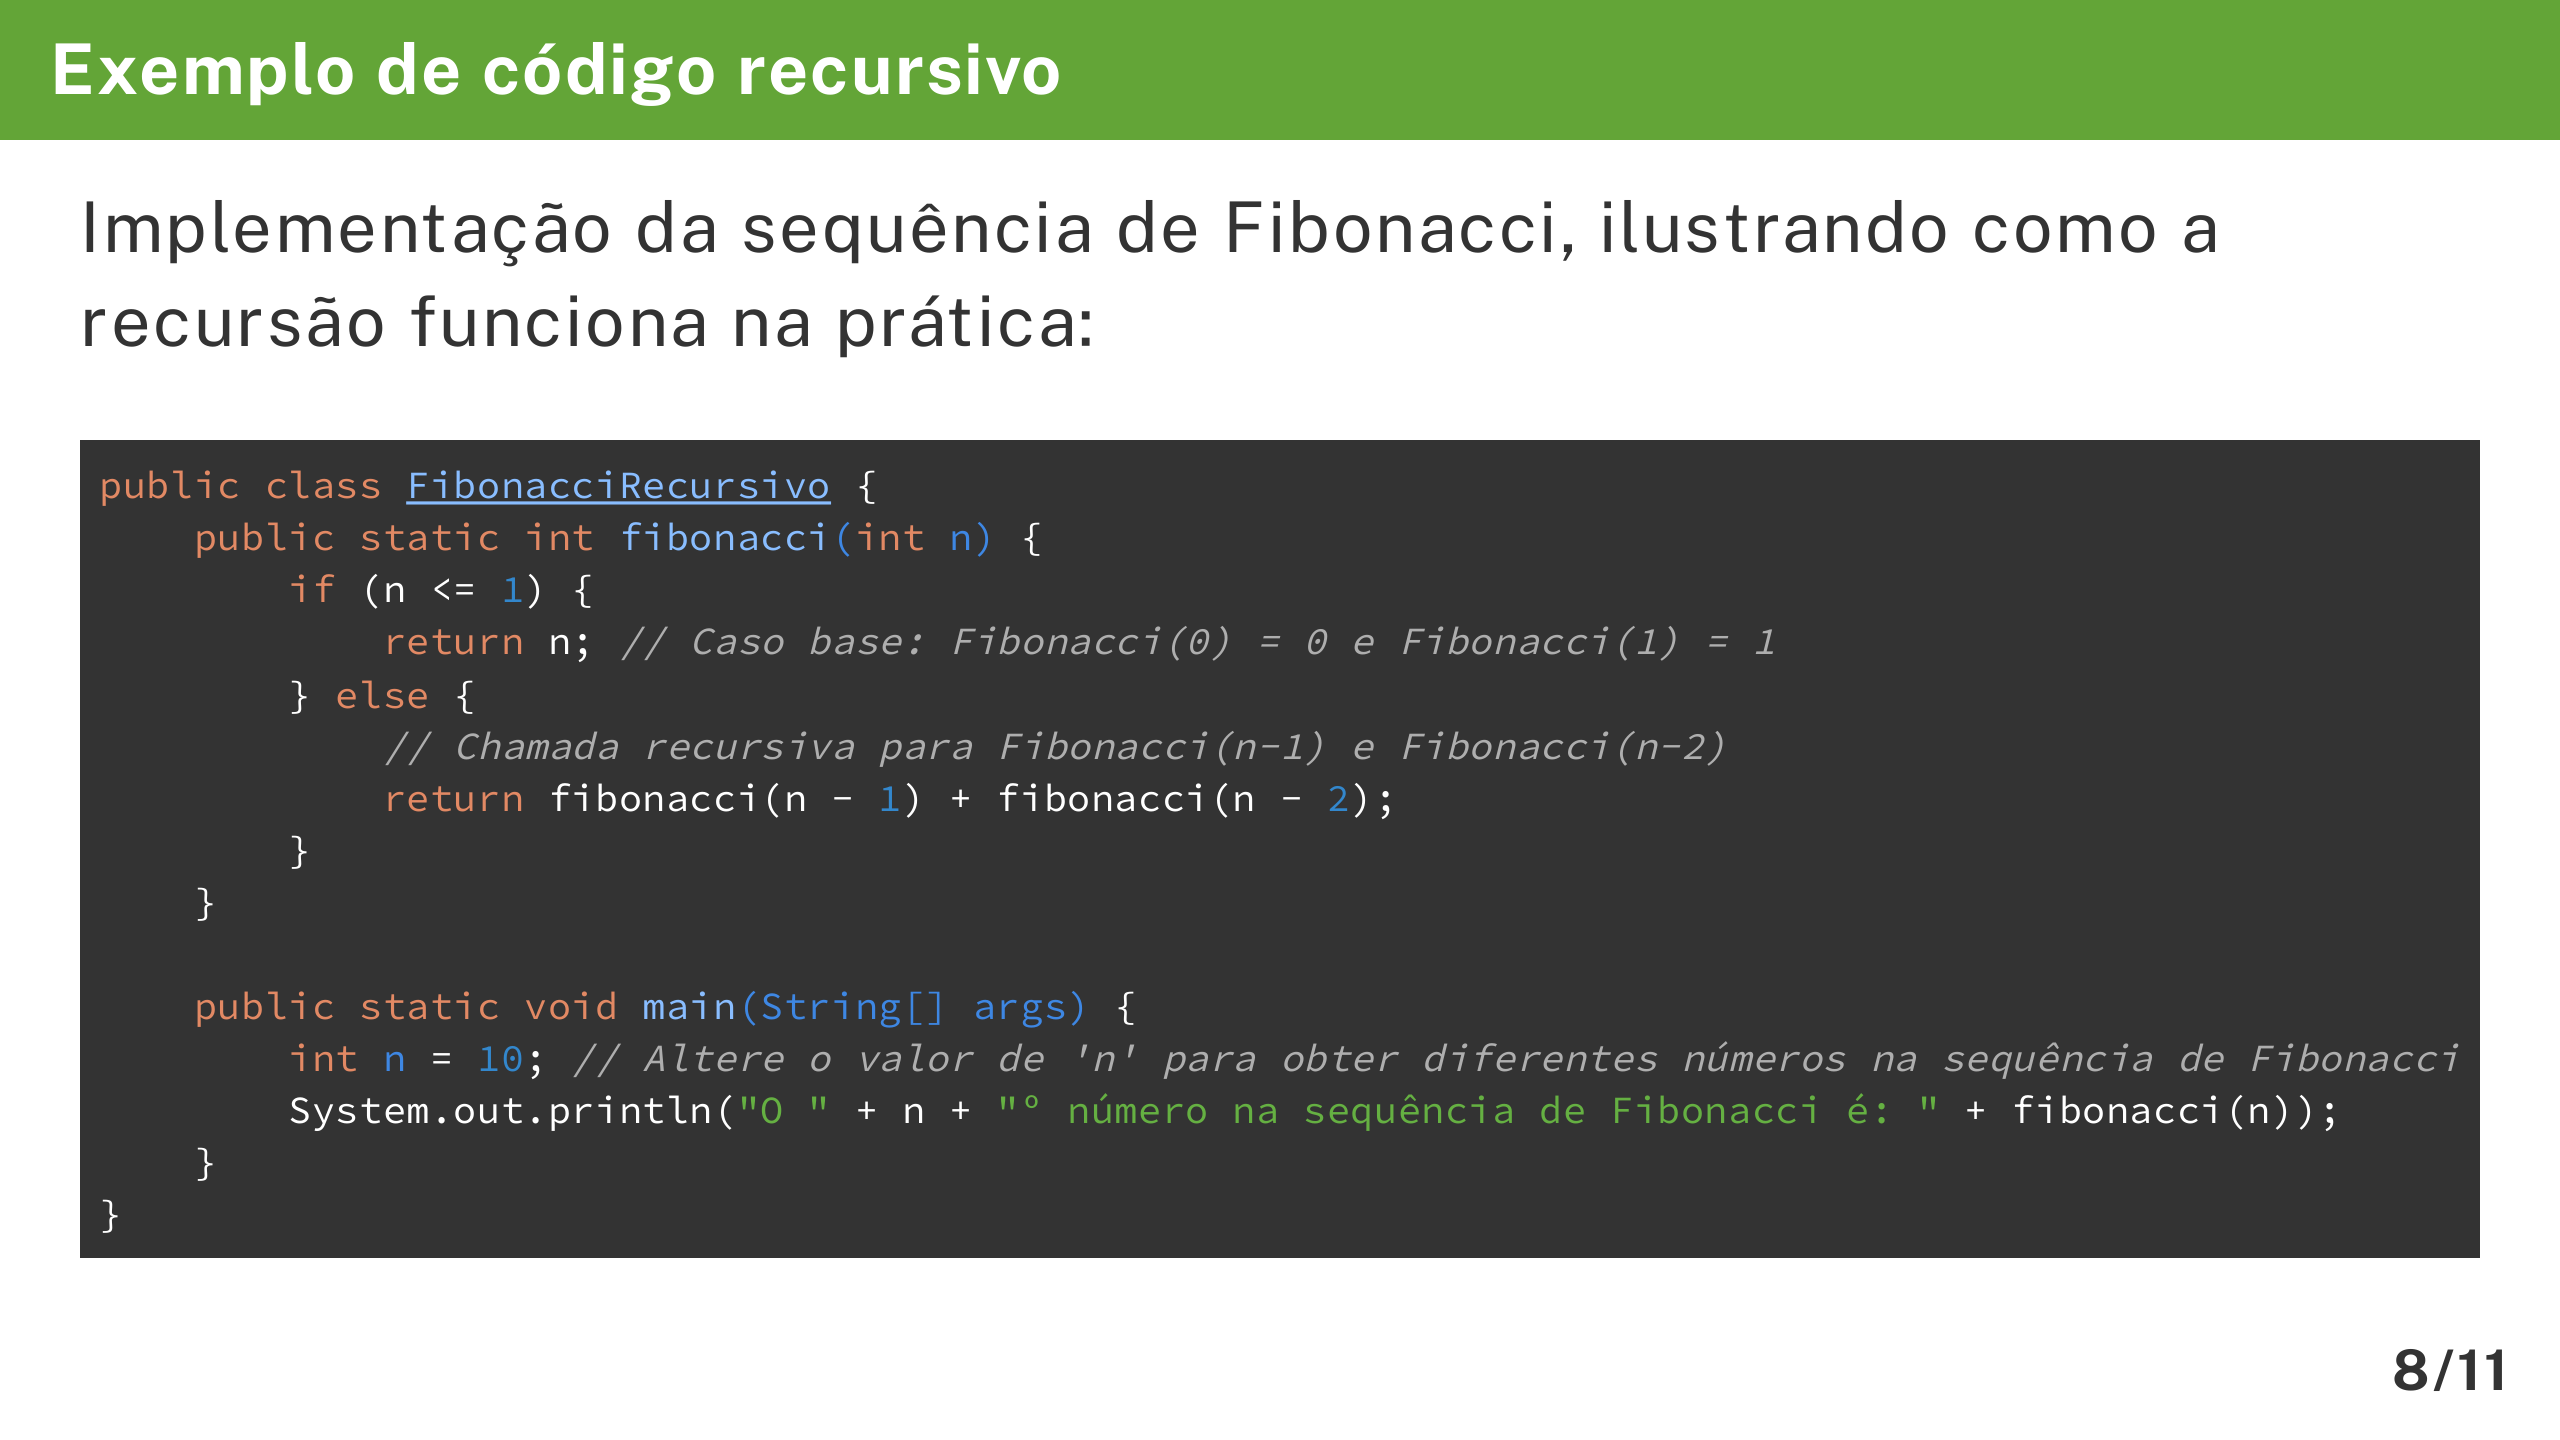 Exemplo de código recursivo
Implementação da sequência de Fibonacci, ilustrando como a
recursão funciona na prática:
public class FibonacciRecursivo {
    public static int fibonacci(int n) {
        if (n <= 1) {
            return n; // Caso base: Fibonacci(0) = 0 e Fibonacci(1) = 1
        } else {
            // Chamada recursiva para Fibonacci(n-1) e Fibonacci(n-2)
            return fibonacci(n - 1) + fibonacci(n - 2);
        }
    }

    public static void main(String[] args) {
        int n = 10; // Altere o valor de 'n' para obter diferentes números na sequência de Fibonacci
        System.out.println("O " + n + "º número na sequência de Fibonacci é: " + fibonacci(n));
    }
}
8/11